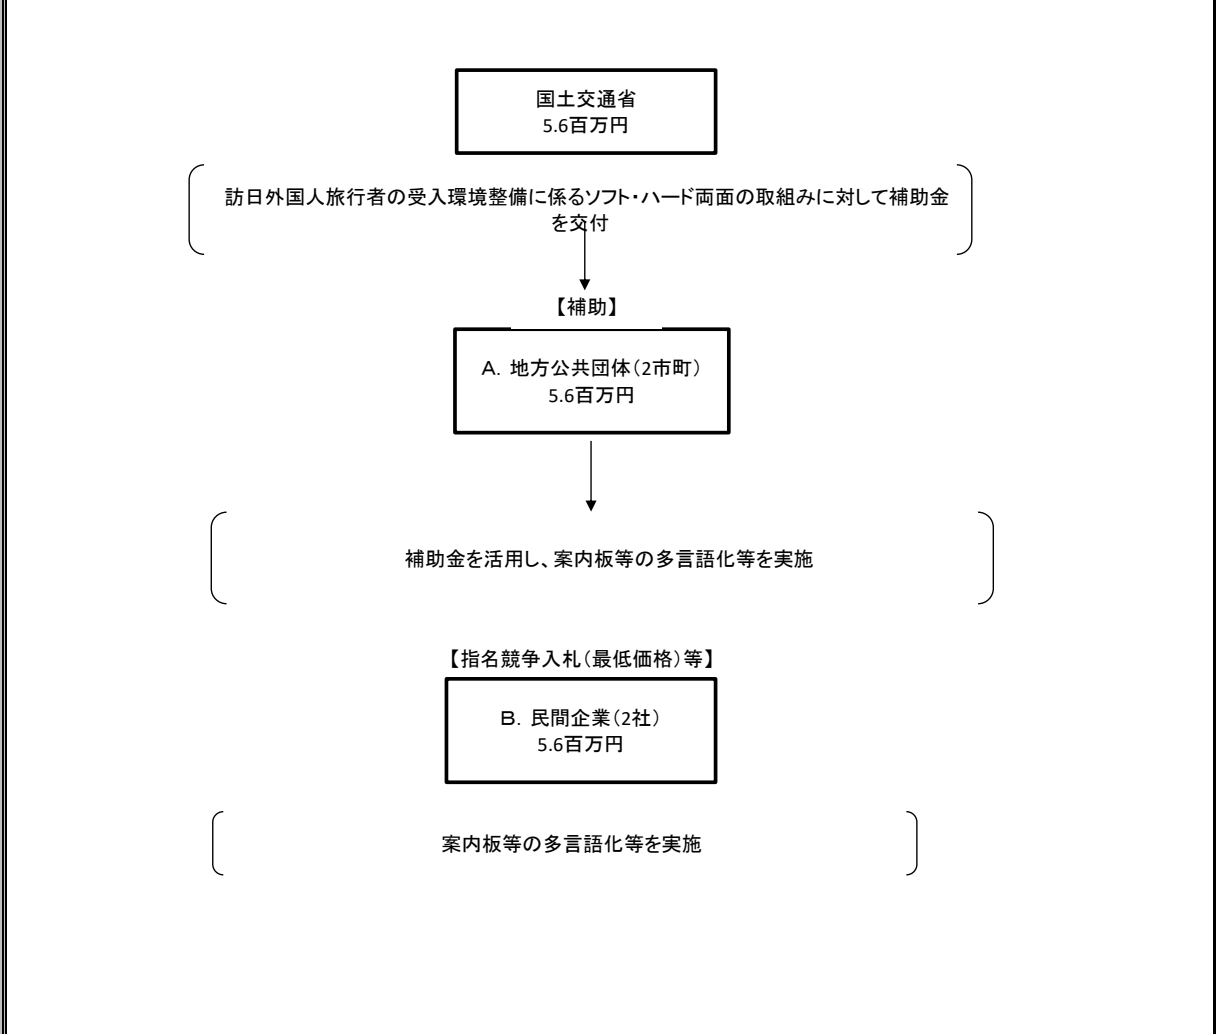 国土交通省
5.6百万円
訪日外国人旅行者の受入環境整備に係るソフト・ハード両面の取組みに対して補助金
を交付
【補助】
A．地方公共団体（2市町）
5.6百万円
補助金を活用し、案内板等の多言語化等を実施
【指名競争入札（最低価格）等】
B．民間企業（2社）
5.6百万円
案内板等の多言語化等を実施